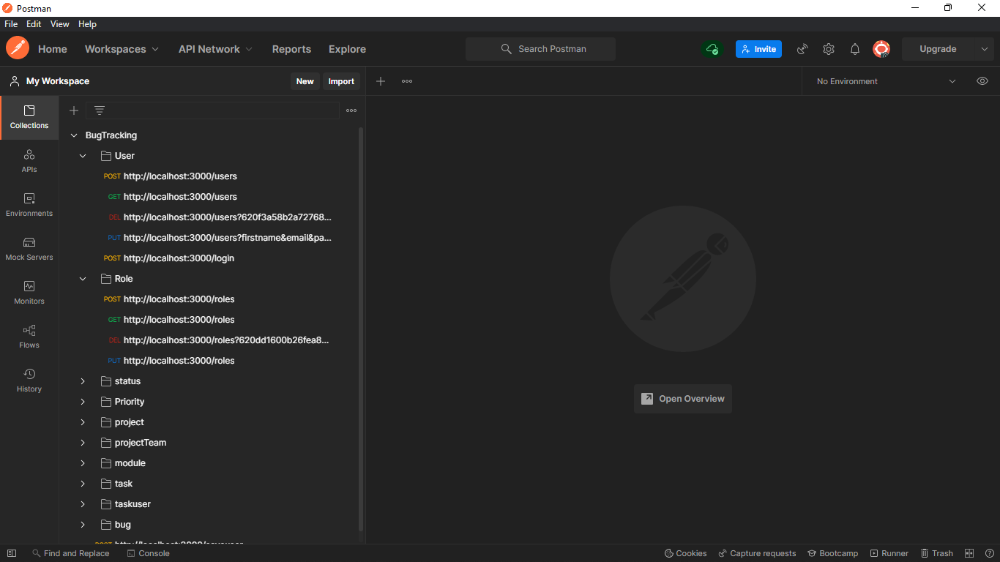 Postman
File Edit View Help
Home Workspaces API Network Reports Explore Search Postman Invite Upgrade
My Workspace New Import No Environment
Collections
APIs
Environments
Mock Servers
Monitors
Flows
History
BugTracking
User
POST http://localhost:3000/users
GET http://localhost:3000/users
DEL http://localhost:3000/users?620f3a58b2a72768...
PUT http://localhost:3000/users?firstname&email&pa...
POST http://localhost:3000/login
Role
POST http://localhost:3000/roles
GET http://localhost:3000/roles
DEL http://localhost:3000/roles?620dd1600b26fea8...
PUT http://localhost:3000/roles
status
Priority
project
projectTeam
module
task
taskuser
bug
Open Overview
Find and Replace Console Cookies Capture requests Bootcamp Runner Trash